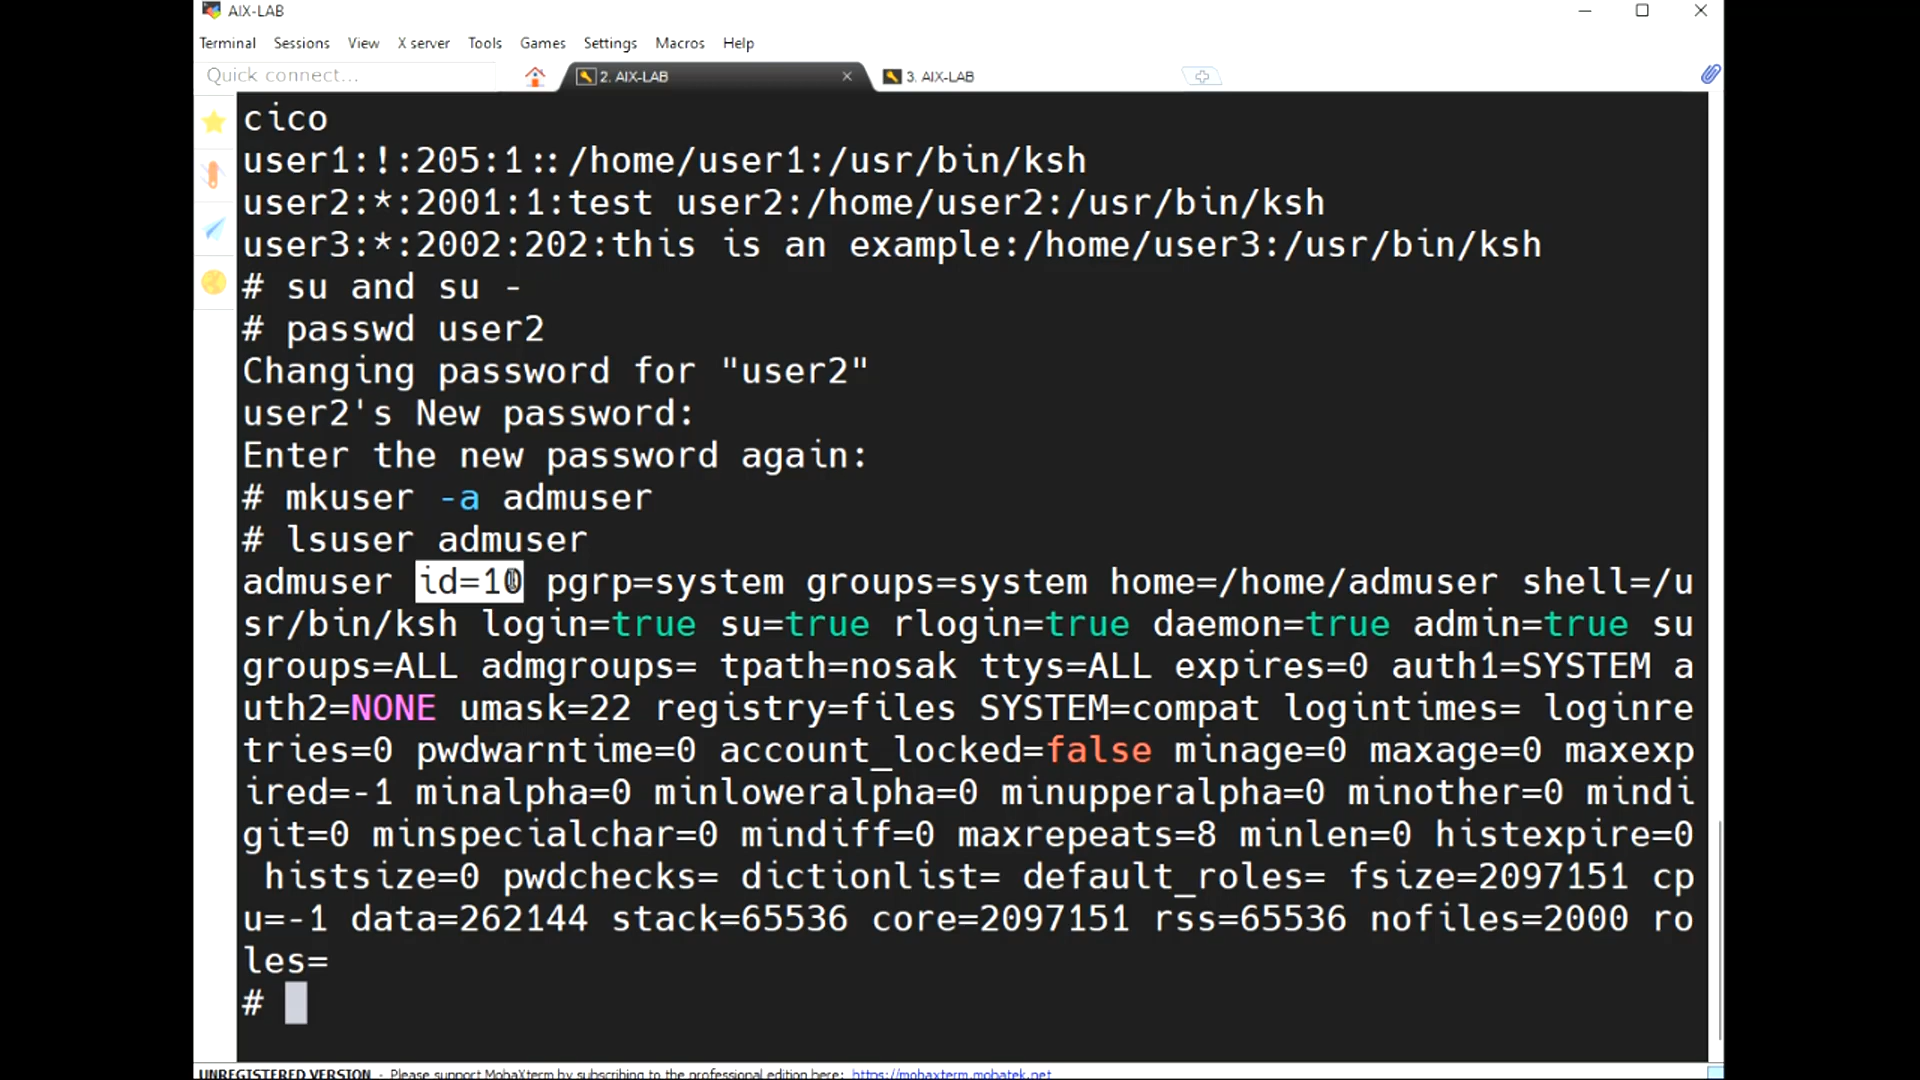 AIX-LAB
Terminal Sessions View X server Tools Games Settings Macros Help
Quick connect... 2. AIX-LAB 3. AIX-LAB
cico
user1:!:205:1::/home/user1:/usr/bin/ksh
user2:*:2001:1:test user2:/home/user2:/usr/bin/ksh
user3:*:2002:202:this is an example:/home/user3:/usr/bin/ksh
# su and su -
# passwd user2
Changing password for "user2"
user2's New password:
Enter the new password again:
# mkuser -a admuser
# lsuser admuser
admuser id=10 pgrp=system groups=system home=/home/admuser shell=/u
sr/bin/ksh login=true su=true rlogin=true daemon=true admin=true su
groups=ALL admgroups= tpath=nosak ttys=ALL expires=0 auth1=SYSTEM a
uth2=NONE umask=22 registry=files SYSTEM=compat logintimes= loginre
tries=0 pwdwarntime=0 account_locked=false minage=0 maxage=0 maxexp
ired=-1 minalpha=0 minloweralpha=0 minupperalpha=0 minother=0 mindi
git=0 minspecialchar=0 mindiff=0 maxrepeats=8 minlen=0 histexpire=0
 histsize=0 pwdchecks= dictionlist= default_roles= fsize=2097151 cp
u=-1 data=262144 stack=65536 core=2097151 rss=65536 nofiles=2000 ro
les=
#
UNREGISTERED VERSION - Please support MobaXterm by subscribing to the professional edition here: https://mobaxterm.mobatek.net